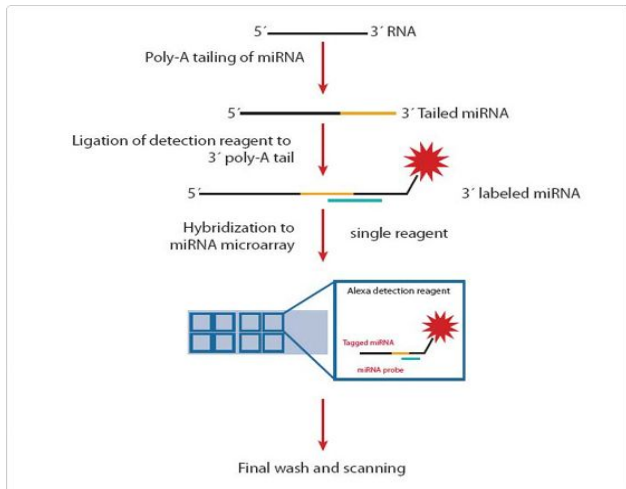 5´ 3´ RNA
Poly-A tailing of miRNA
5´ 3´ Tailed miRNA
Ligation of detection reagent to
3´ poly-A tail
5´ 3´ labeled miRNA
Hybridization to
miRNA microarray
single reagent
Alexa detection reagent
Tagged miRNA
miRNA probe
Final wash and scanning